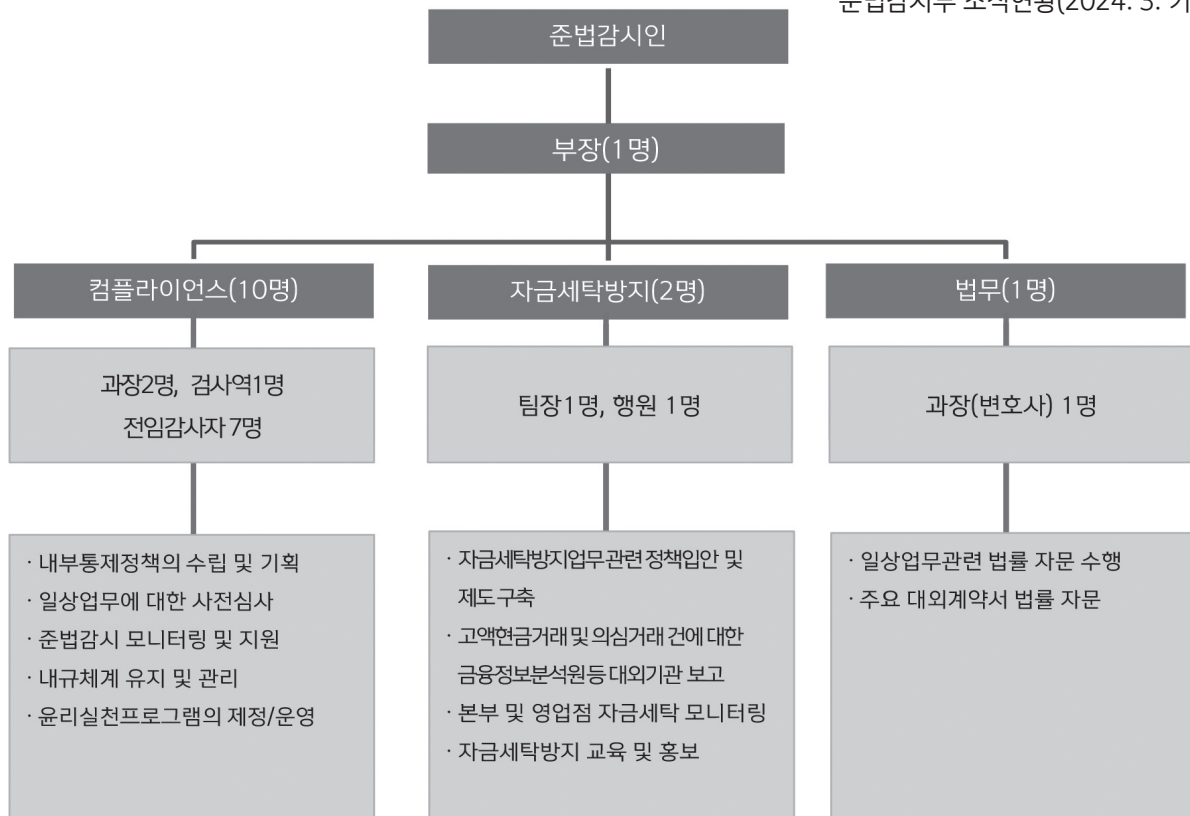 준법감시인
부장(1명)
컴플라이언스(10명)
자금세탁방지(2명)
법무(1명)
과장2명, 검사역1명
전임감사자 7명
팀장1명, 행원 1명
과장(변호사) 1명
· 내부통제정책의 수립 및 기획
· 일상업무에 대한 사전심사
· 준법감시 모니터링 및 지원
· 내규체계 유지 및 관리
· 윤리실천프로그램의 제정/운영
· 자금세탁방지업무관련 정책입안 및
제도 구축
· 고액현금거래 및 의심거래 건에 대한
금융정보분석원등 대외기관 보고
· 본부 및 영업점 자금세탁 모니터링
· 자금세탁방지 교육 및 홍보
· 일상업무관련 법률 자문 수행
· 주요 대외계약서 법률 자문